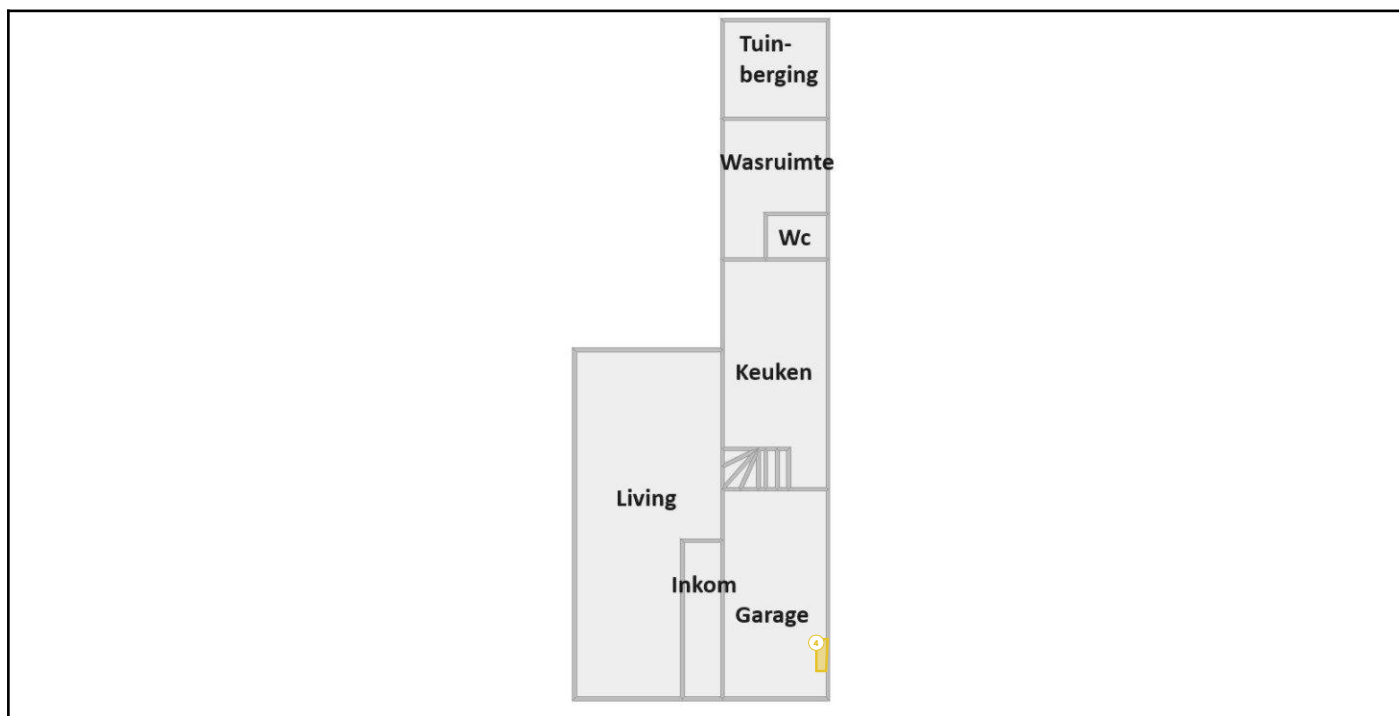 Tuin-
berging
Wasruimte
Wc
Keuken
Living
Inkom
Garage
4